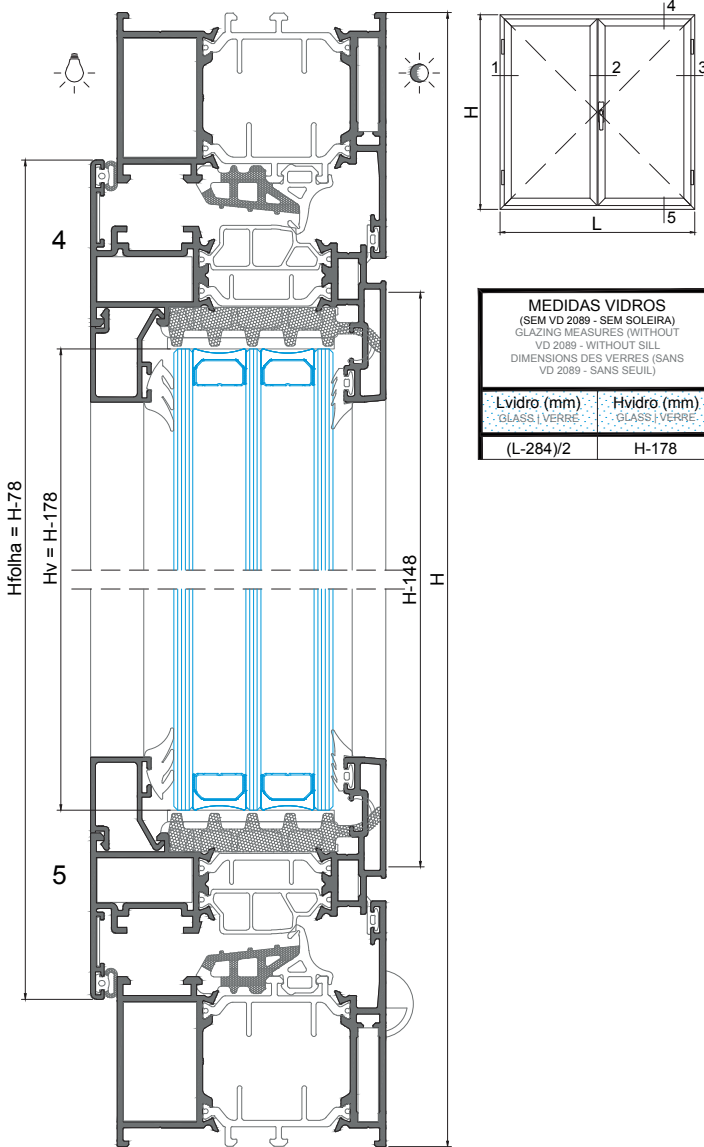 4
1
2
3
H
5
L
4
MEDIDAS VIDROS
(SEM VD 2089 - SEM SOLEIRA)
GLAZING MEASURES (WITHOUT
VD 2089 - WITHOUT SILL
DIMENSIONS DES VERRES (SANS
VD 2089 - SANS SEUIL)
Lvidro (mm) Hvidro (mm)
GLASS | VERRE GLASS | VERRE
(L-284)/2 H-178
Hfolha = H-78
Hv = H-178
H-148
H
5